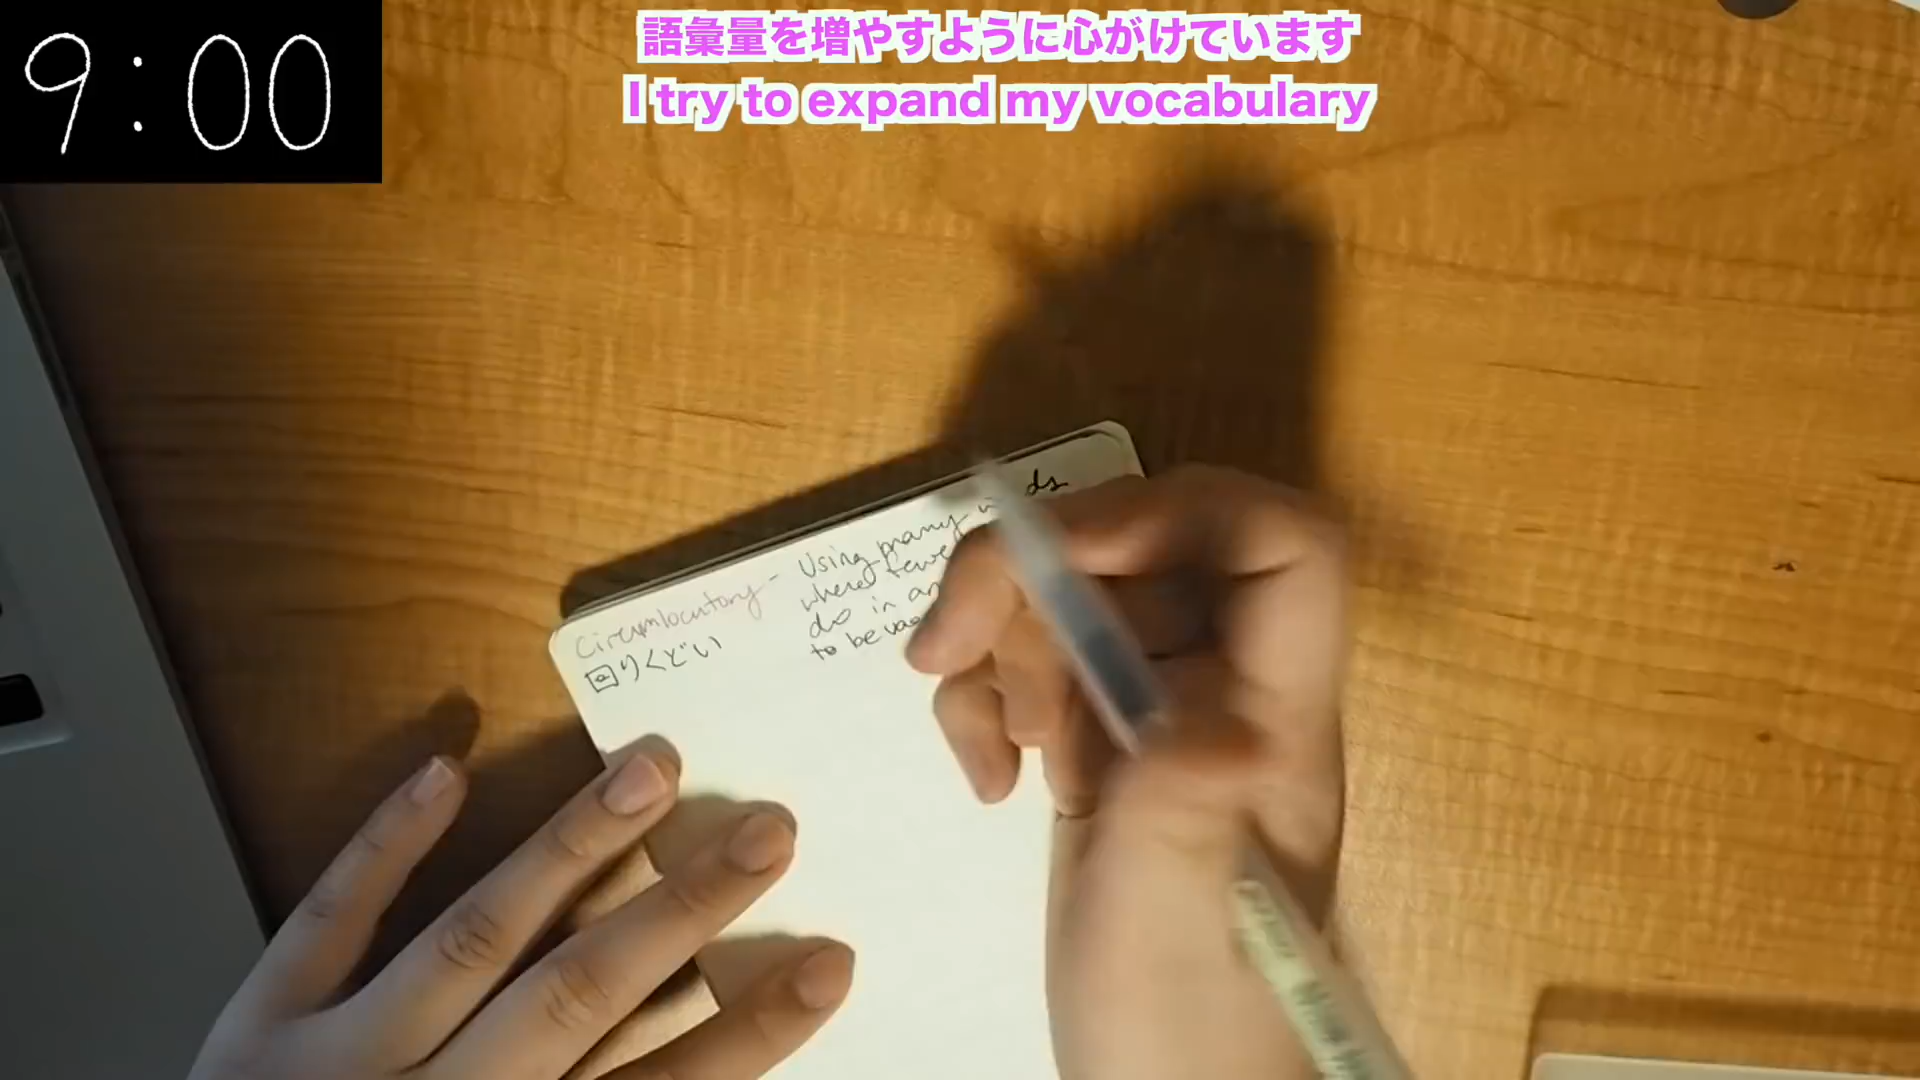 9:00
語彙量を増やすように心がけています
I try to expand my vocabulary
ds
Circumlocutory - Using many
where
do in an
to be
回りくどい